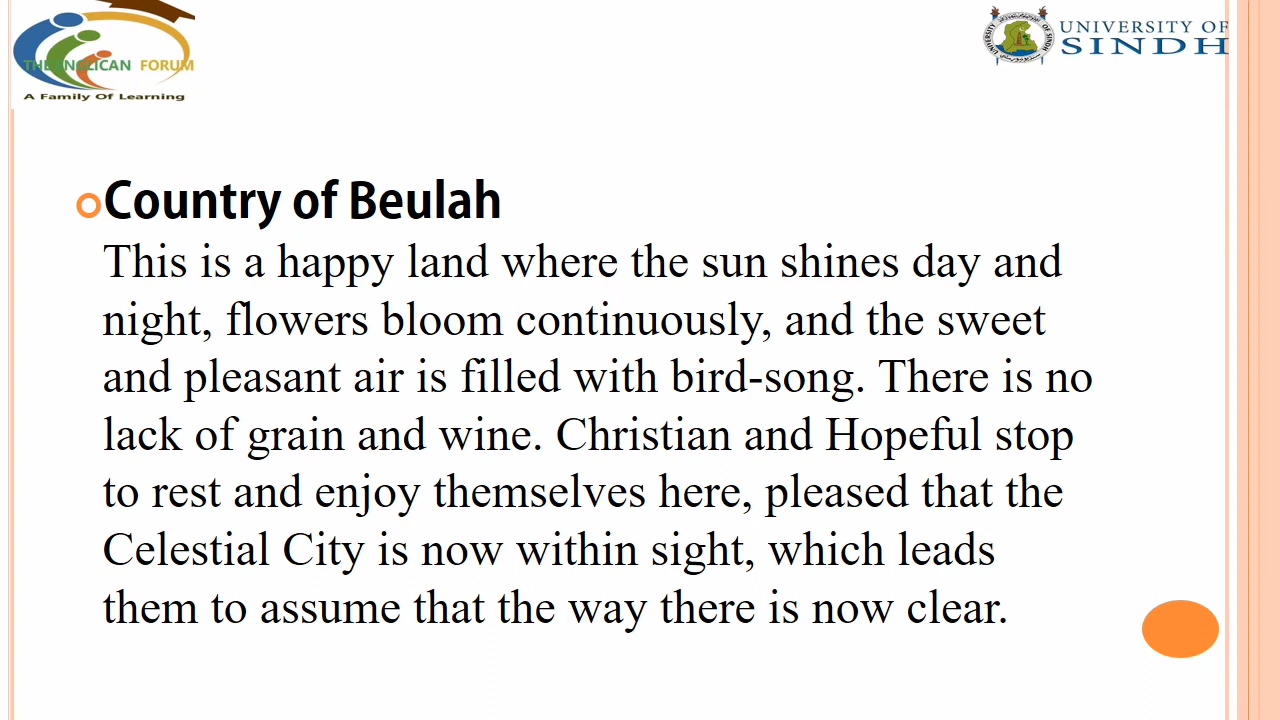 THE ANGLICAN FORUM
A Family Of Learning
UNIVERSITY OF
SINDH
Country of Beulah
This is a happy land where the sun shines day and
night, flowers bloom continuously, and the sweet
and pleasant air is filled with bird-song. There is no
lack of grain and wine. Christian and Hopeful stop
to rest and enjoy themselves here, pleased that the
Celestial City is now within sight, which leads
them to assume that the way there is now clear.